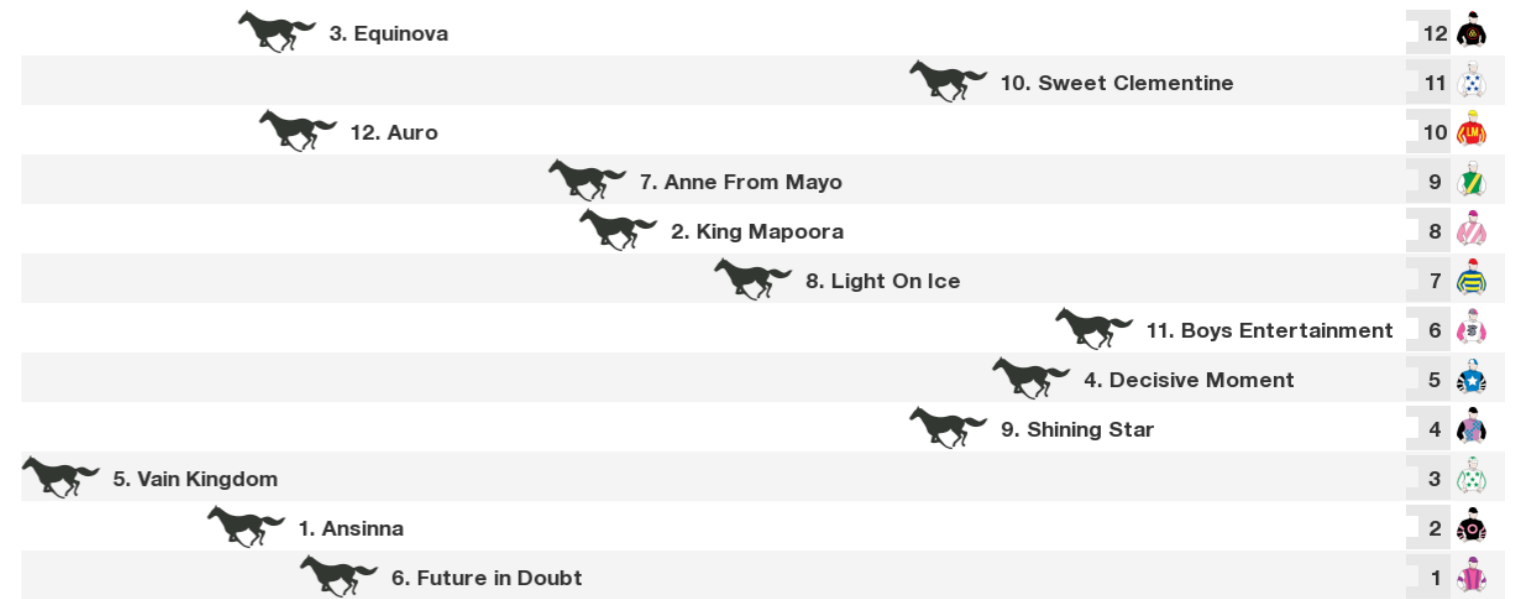 3. Equinova 12
10. Sweet Clementine 11
12. Auro 10 LM
7. Anne From Mayo 9
2. King Mapoora 8
8. Light On Ice 7
11. Boys Entertainment 6
4. Decisive Moment 5
9. Shining Star 4
5. Vain Kingdom 3
1. Ansinna 2
6. Future in Doubt 1